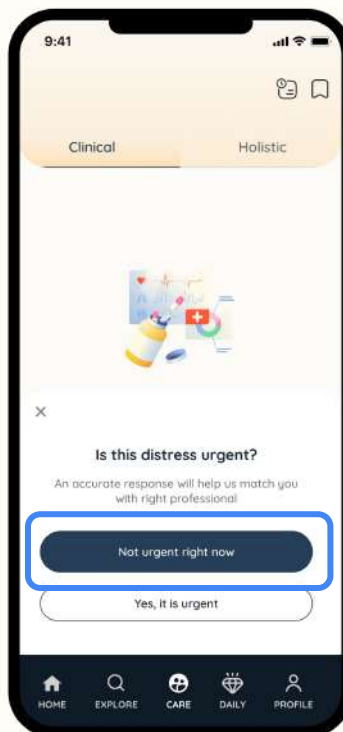 9:41
Clinical
Holistic
Is this distress urgent?
An accurate response will help us match you
with right professional
Not urgent right now
Yes, it is urgent
HOME EXPLORE CARE DAILY PROFILE